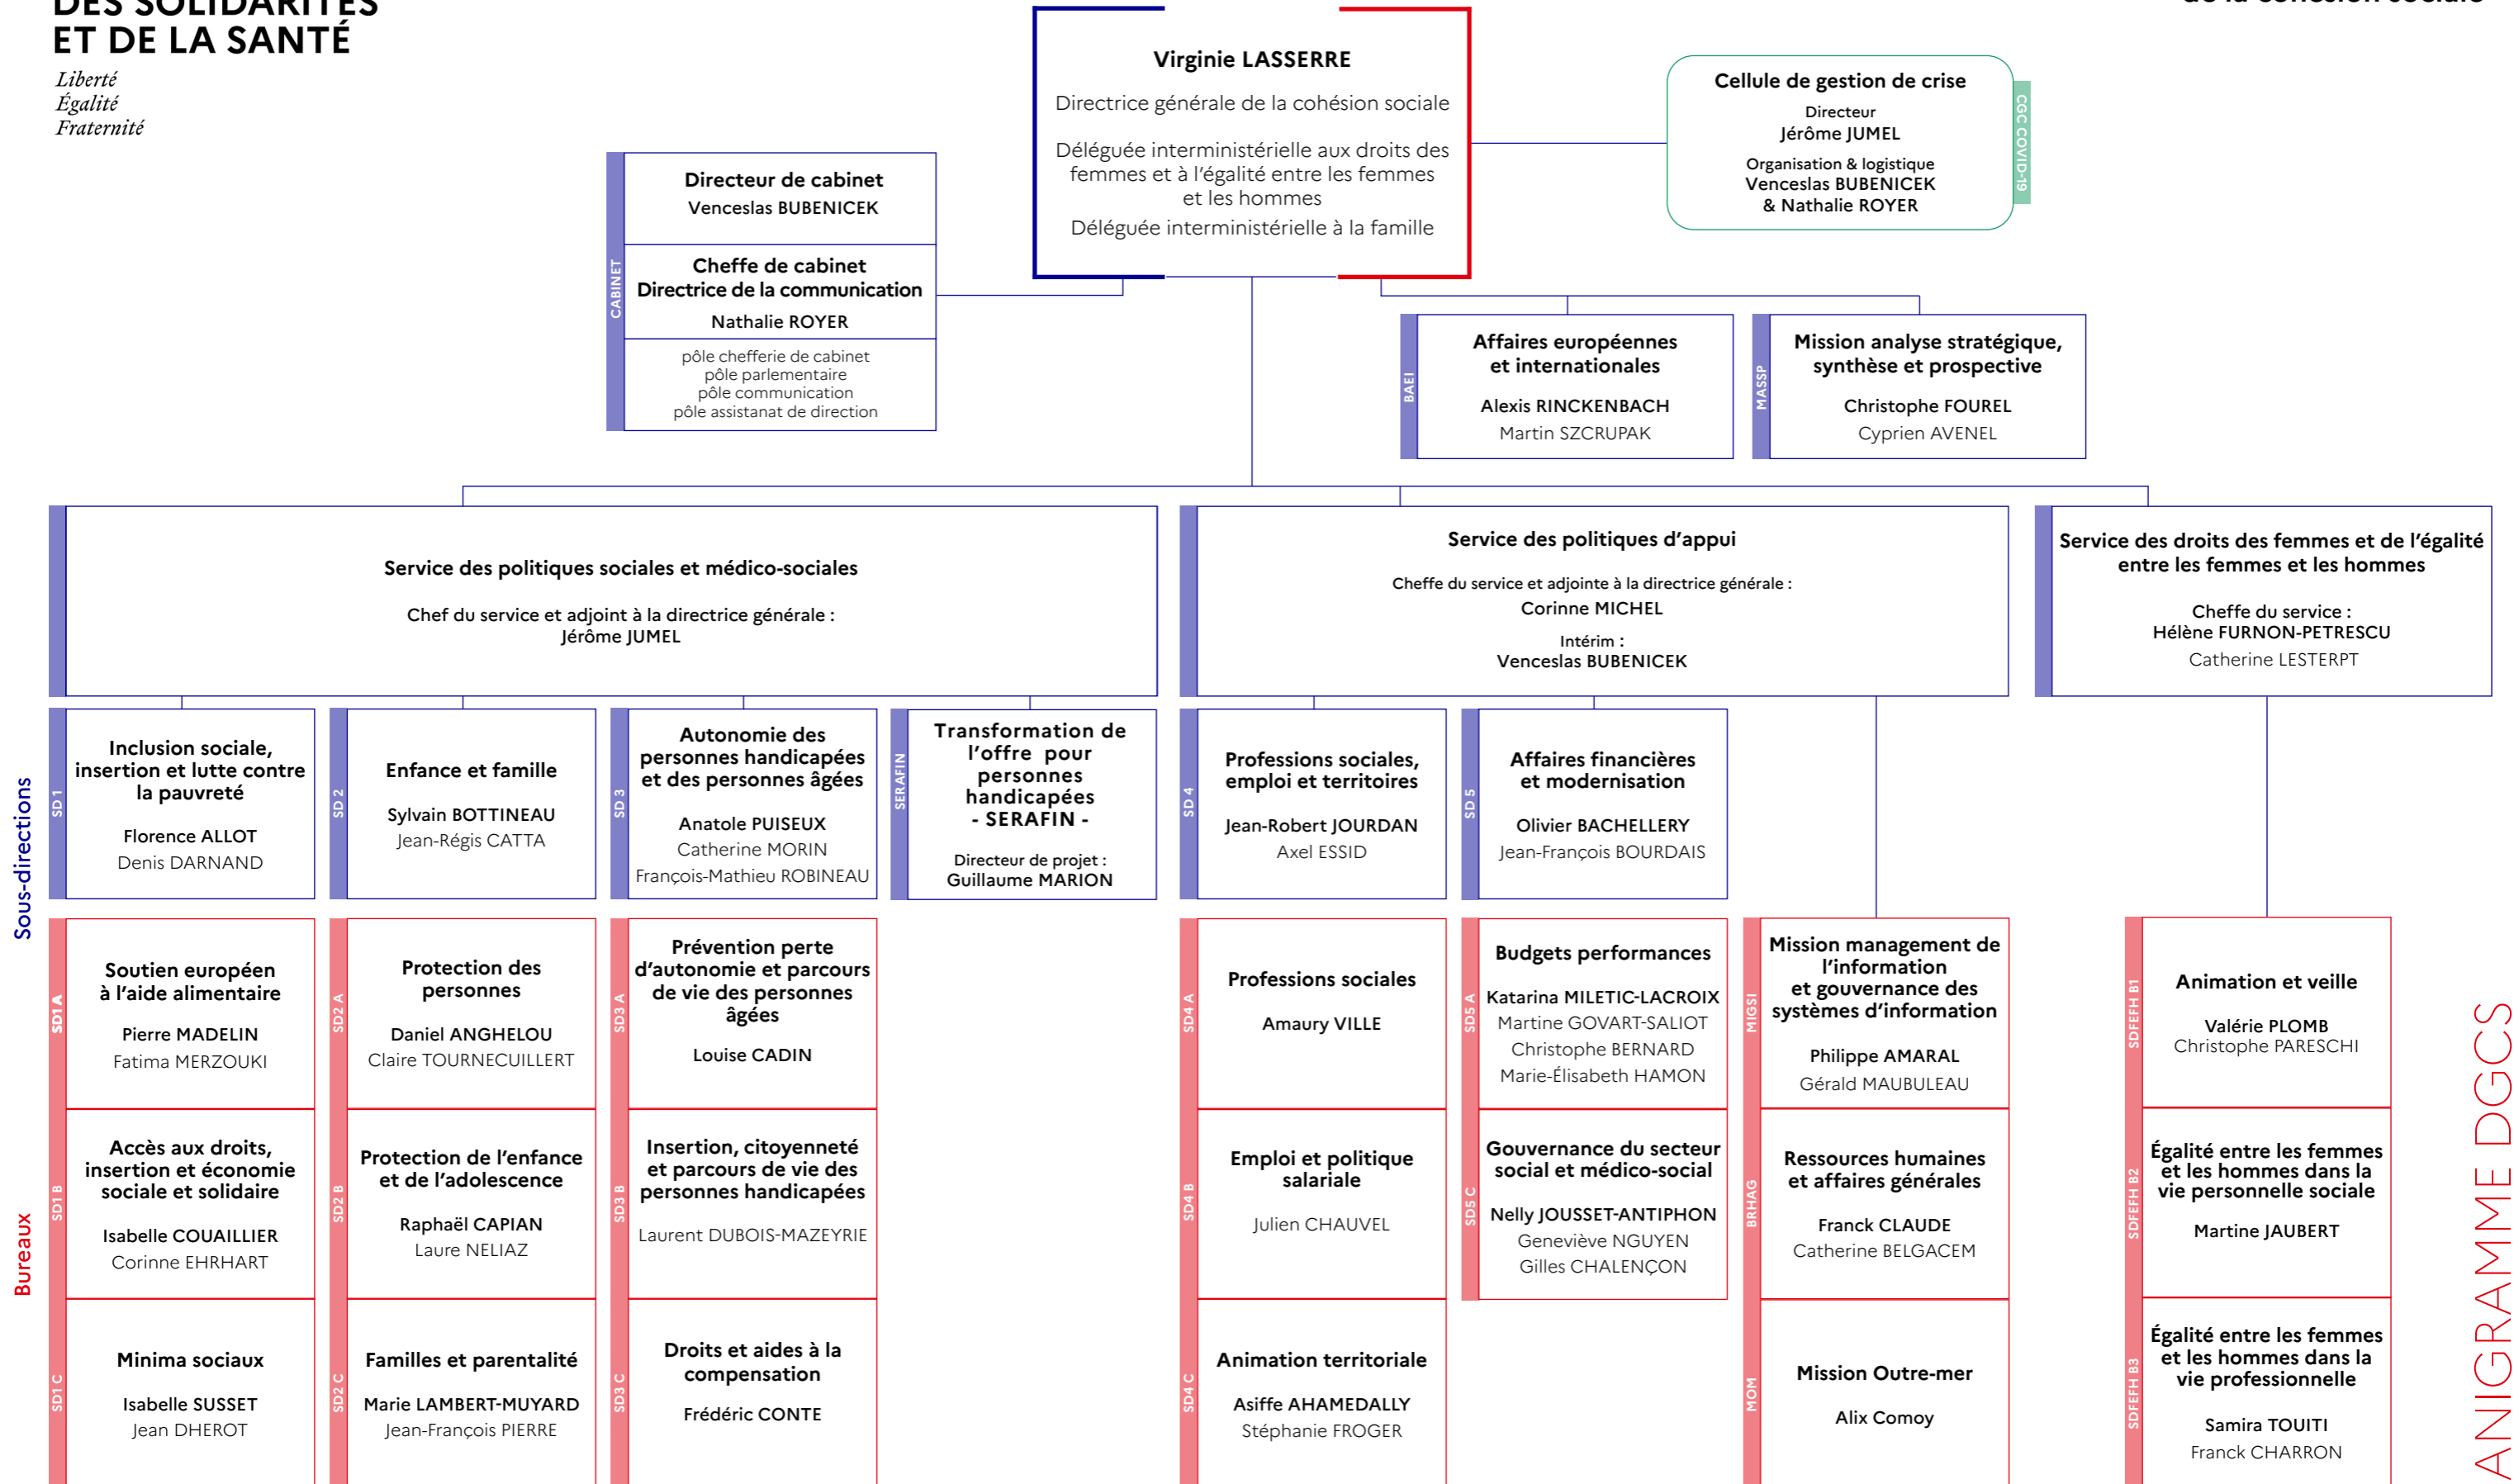 DES SOLIDARITÉS
ET DE LA SANTÉ
Liberté
Égalité
Fraternité
de la cohésion sociale
Virginie LASSERRE
Directrice générale de la cohésion sociale
Déléguée interministérielle aux droits des
femmes et à l'égalité entre les femmes
et les hommes
Déléguée interministérielle à la famille
Cellule de gestion de crise
Directeur
Jérôme JUMEL
Organisation & logistique
Venceslas BUBENICEK
& Nathalie ROYER
CGC COVID-19
CABINET
Directeur de cabinet
Venceslas BUBENICEK
Cheffe de cabinet
Directrice de la communication
Nathalie ROYER
pôle chefferie de cabinet
pôle parlementaire
pôle communication
pôle assistanat de direction
BAEI
Affaires européennes
et internationales
Alexis RINCKENBACH
Martin SZCRUPAK
MASSP
Mission analyse stratégique,
synthèse et prospective
Christophe FOUREL
Cyprien AVENEL
Service des politiques sociales et médico-sociales
Chef du service et adjoint à la directrice générale :
Jérôme JUMEL
Service des politiques d'appui
Cheffe du service et adjointe à la directrice générale :
Corinne MICHEL
Intérim :
Venceslas BUBENICEK
Service des droits des femmes et de l'égalité
entre les femmes et les hommes
Cheffe du service :
Hélène FURNON-PETRESCU
Catherine LESTERPT
Sous-directions
SD 1
Inclusion sociale,
insertion et lutte contre
la pauvreté
Florence ALLOT
Denis DARNAND
SD 2
Enfance et famille
Sylvain BOTTINEAU
Jean-Régis CATTA
SD 3
Autonomie des
personnes handicapées
et des personnes âgées
Anatole PUISEUX
Catherine MORIN
François-Mathieu ROBINEAU
SERAFIN
Transformation de
l'offre pour
personnes
handicapées
- SERAFIN -
Directeur de projet :
Guillaume MARION
SD 4
Professions sociales,
emploi et territoires
Jean-Robert JOURDAN
Axel ESSID
SD 5
Affaires financières
et modernisation
Olivier BACHELLERY
Jean-François BOURDAIS
Bureaux
SD1 A
Soutien européen
à l'aide alimentaire
Pierre MADELIN
Fatima MERZOUKI
SD2 A
Protection des
personnes
Daniel ANGHELOU
Claire TOURNECUILLERT
SD3 A
Prévention perte
d'autonomie et parcours
de vie des personnes
âgées
Louise CADIN
SD4 A
Professions sociales
Amaury VILLE
SD5 A
Budgets performances
Katarina MILETIC-LACROIX
Martine GOVART-SALIOT
Christophe BERNARD
Marie-Élisabeth HAMON
MIGSI
Mission management de
l'information
et gouvernance des
systèmes d'information
Philippe AMARAL
Gérald MAUBULEAU
SDFEFH B1
Animation et veille
Valérie PLOMB
Christophe PARESCHI
SD1 B
Accès aux droits,
insertion et économie
sociale et solidaire
Isabelle COUAILLIER
Corinne EHRHART
SD2 B
Protection de l'enfance
et de l'adolescence
Raphaël CAPIAN
Laure NELIAZ
SD3 B
Insertion, citoyenneté
et parcours de vie des
personnes handicapées
Laurent DUBOIS-MAZEYRIE
SD4 B
Emploi et politique
salariale
Julien CHAUVEL
SD5 C
Gouvernance du secteur
social et médico-social
Nelly JOUSSET-ANTIPHON
Geneviève NGUYEN
Gilles CHALENÇON
BRHAG
Ressources humaines
et affaires générales
Franck CLAUDE
Catherine BELGACEM
SDFEFH B2
Égalité entre les femmes
et les hommes dans la
vie personnelle sociale
Martine JAUBERT
SD1 C
Minima sociaux
Isabelle SUSSET
Jean DHEROT
SD2 C
Familles et parentalité
Marie LAMBERT-MUYARD
Jean-François PIERRE
SD3 C
Droits et aides à la
compensation
Frédéric CONTE
SD4 C
Animation territoriale
Asiffe AHAMEDALLY
Stéphanie FROGER
MOM
Mission Outre-mer
Alix Comoy
SDFEFH B3
Égalité entre les femmes
et les hommes dans la
vie professionnelle
Samira TOUITI
Franck CHARRON
ANIGRAMME DGCS